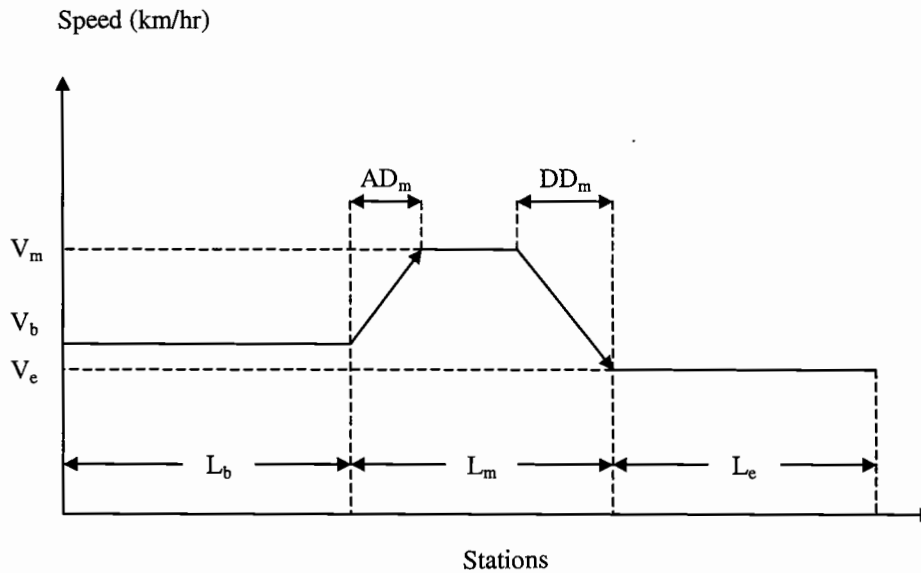 Speed (km/hr)
AD_m
DD_m
V_m
V_b
V_e
L_b
L_m
L_e
Stations